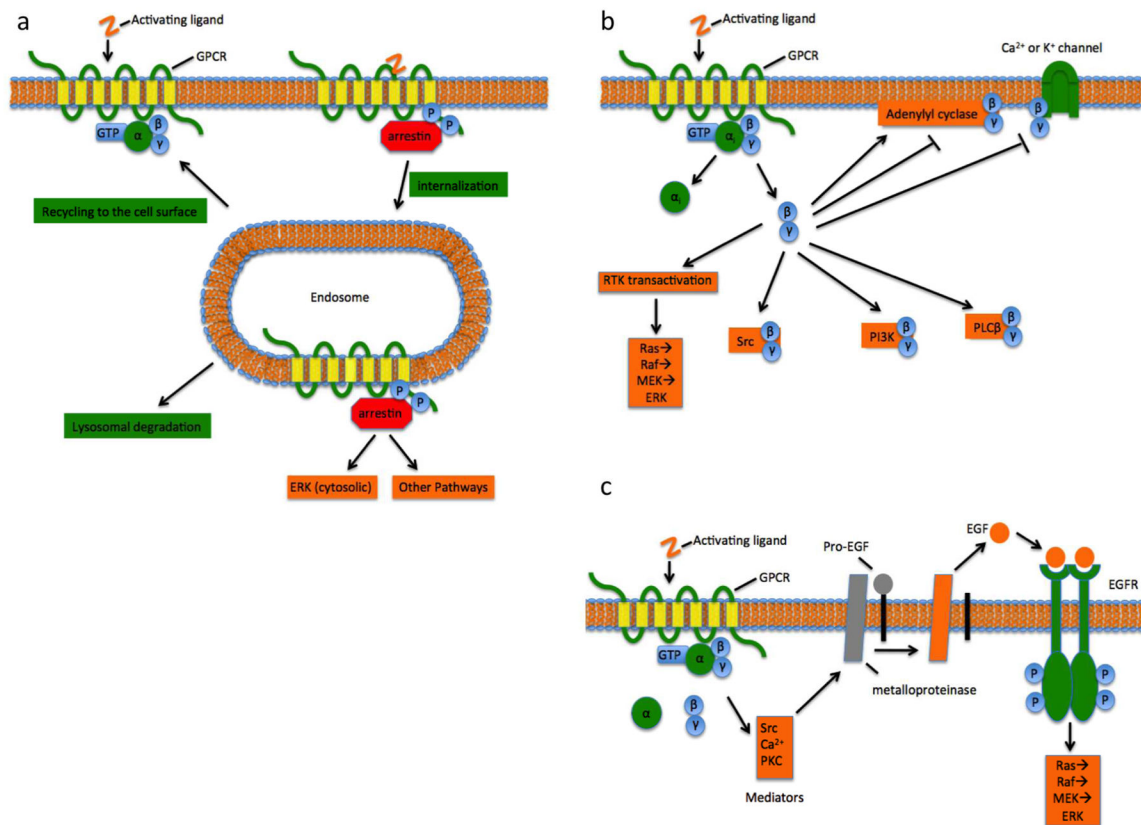 a
Activating ligand
GPCR
GTP
α
β
γ
P
P
arrestin
internalization
Recycling to the cell surface
Endosome
P
P
arrestin
Lysosomal degradation
ERK (cytosolic)
Other Pathways
b
Activating ligand
GPCR
Ca²⁺ or K⁺ channel
GTP
αᵢ
β
γ
Adenylyl cyclase
β
γ
β
γ
αᵢ
β
γ
RTK transactivation
Ras→
Raf→
MEK→
ERK
Src
β
γ
PI3K
β
γ
PLCβ
β
γ
c
Activating ligand
GPCR
GTP
α
β
γ
α
β
γ
Src
Ca²⁺
PKC
Mediators
Pro-EGF
metalloproteinase
EGF
EGFR
P
P
P
P
Ras→
Raf→
MEK→
ERK